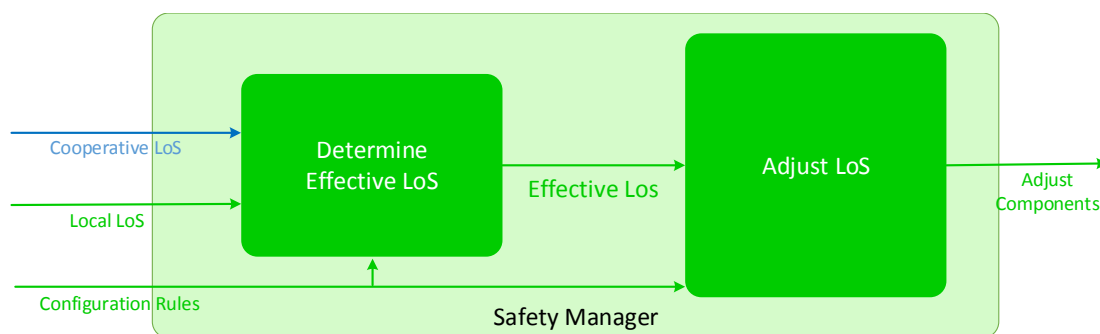 Cooperative LoS
Local LoS
Configuration Rules
Determine
Effective LoS
Effective Los
Adjust LoS
Adjust
Components
Safety Manager